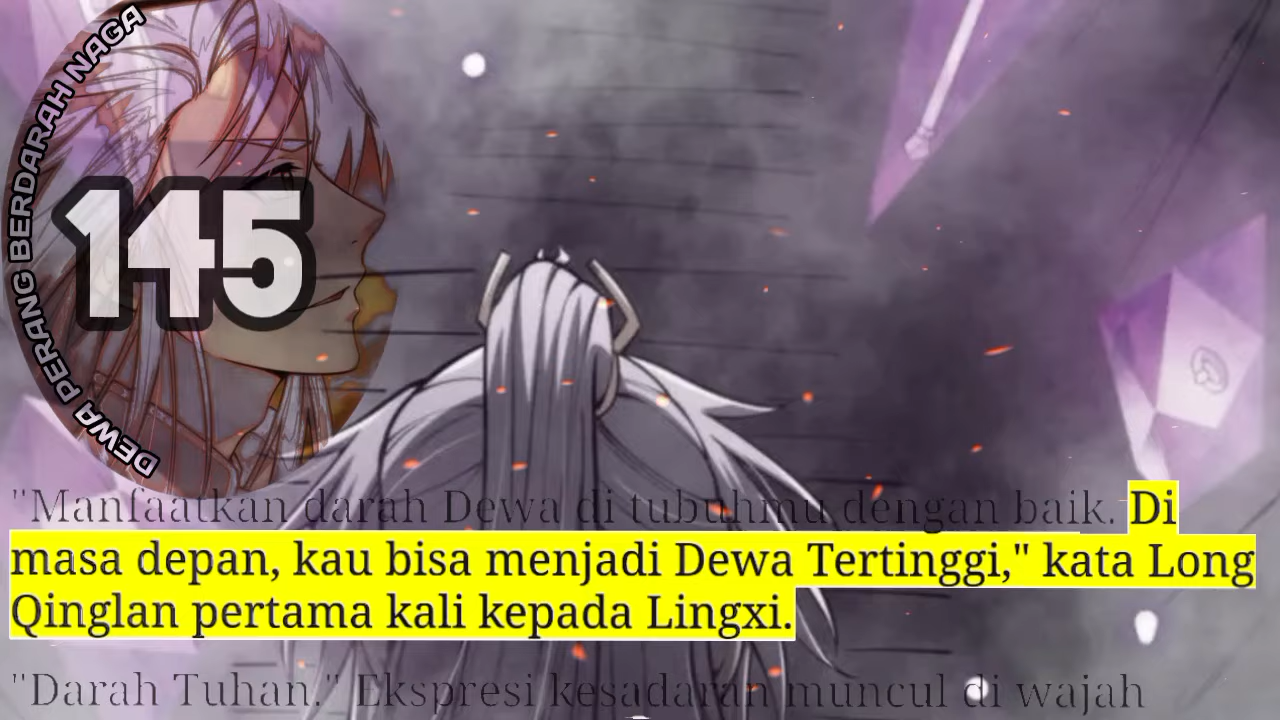 DEWA PERANG BERDARAH NAGA
145
"Manfaatkan darah Dewa di tubuhmu dengan baik. Di
masa depan, kau bisa menjadi Dewa Tertinggi," kata Long
Qinglan pertama kali kepada Lingxi.
"Darah Tuhan." Ekspresi kesadaran muncul di wajah